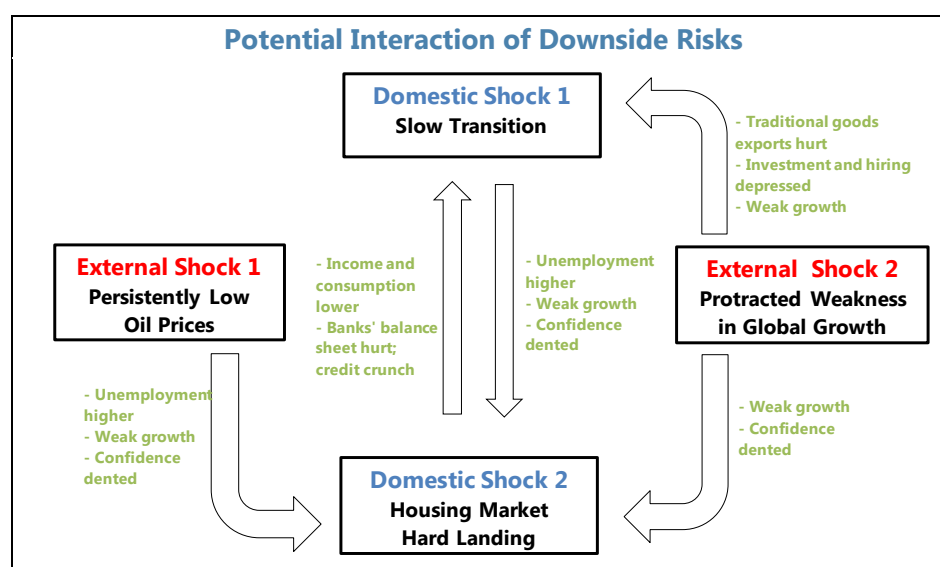 Potential Interaction of Downside Risks
Domestic Shock 1
Slow Transition
- Traditional goods
exports hurt
- Investment and hiring
depressed
- Weak growth
External Shock 1
Persistently Low
Oil Prices
- Income and
consumption
lower
- Banks' balance
sheet hurt;
credit crunch
- Unemployment
higher
- Weak growth
- Confidence
dented
External Shock 2
Protracted Weakness
in Global Growth
- Unemployment
higher
- Weak growth
- Confidence
dented
- Weak growth
- Confidence
dented
Domestic Shock 2
Housing Market
Hard Landing